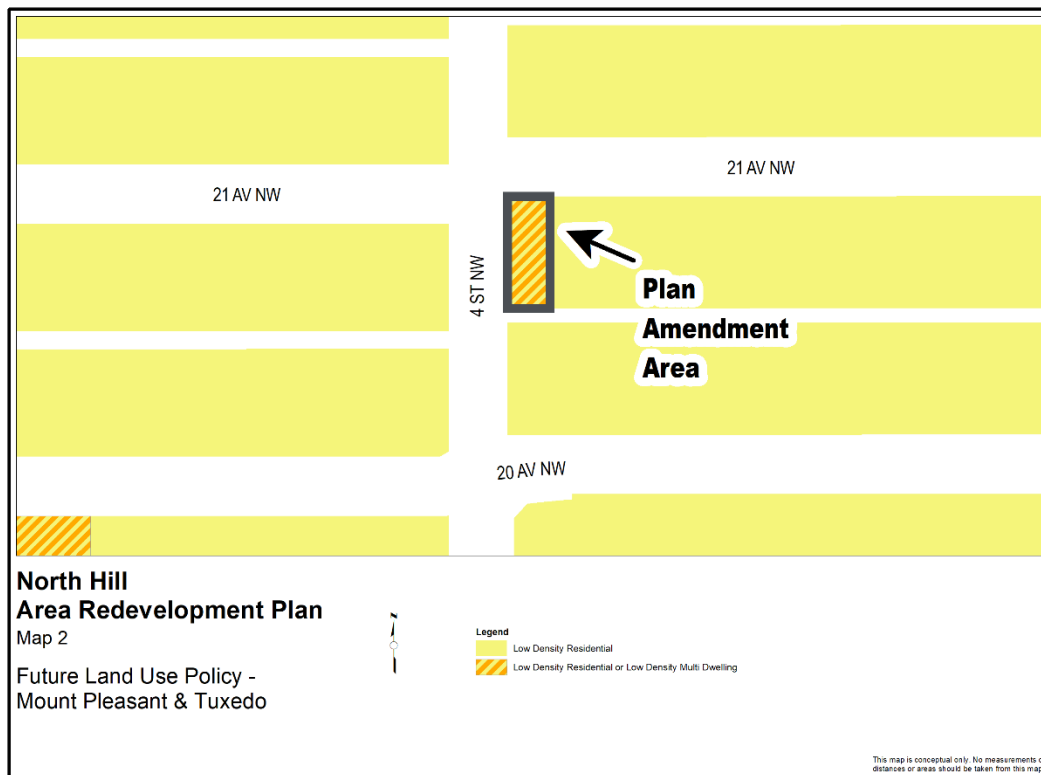 21 AV NW
21 AV NW
4 ST NW
Plan
Amendment
Area
20 AV NW
North Hill
Area Redevelopment Plan
Map 2
Future Land Use Policy -
Mount Pleasant & Tuxedo
N
Legend
Low Density Residential
Low Density Residential or Low Density Multi Dwelling
This map is conceptual only. No measurements o
distances or areas should be taken from this map